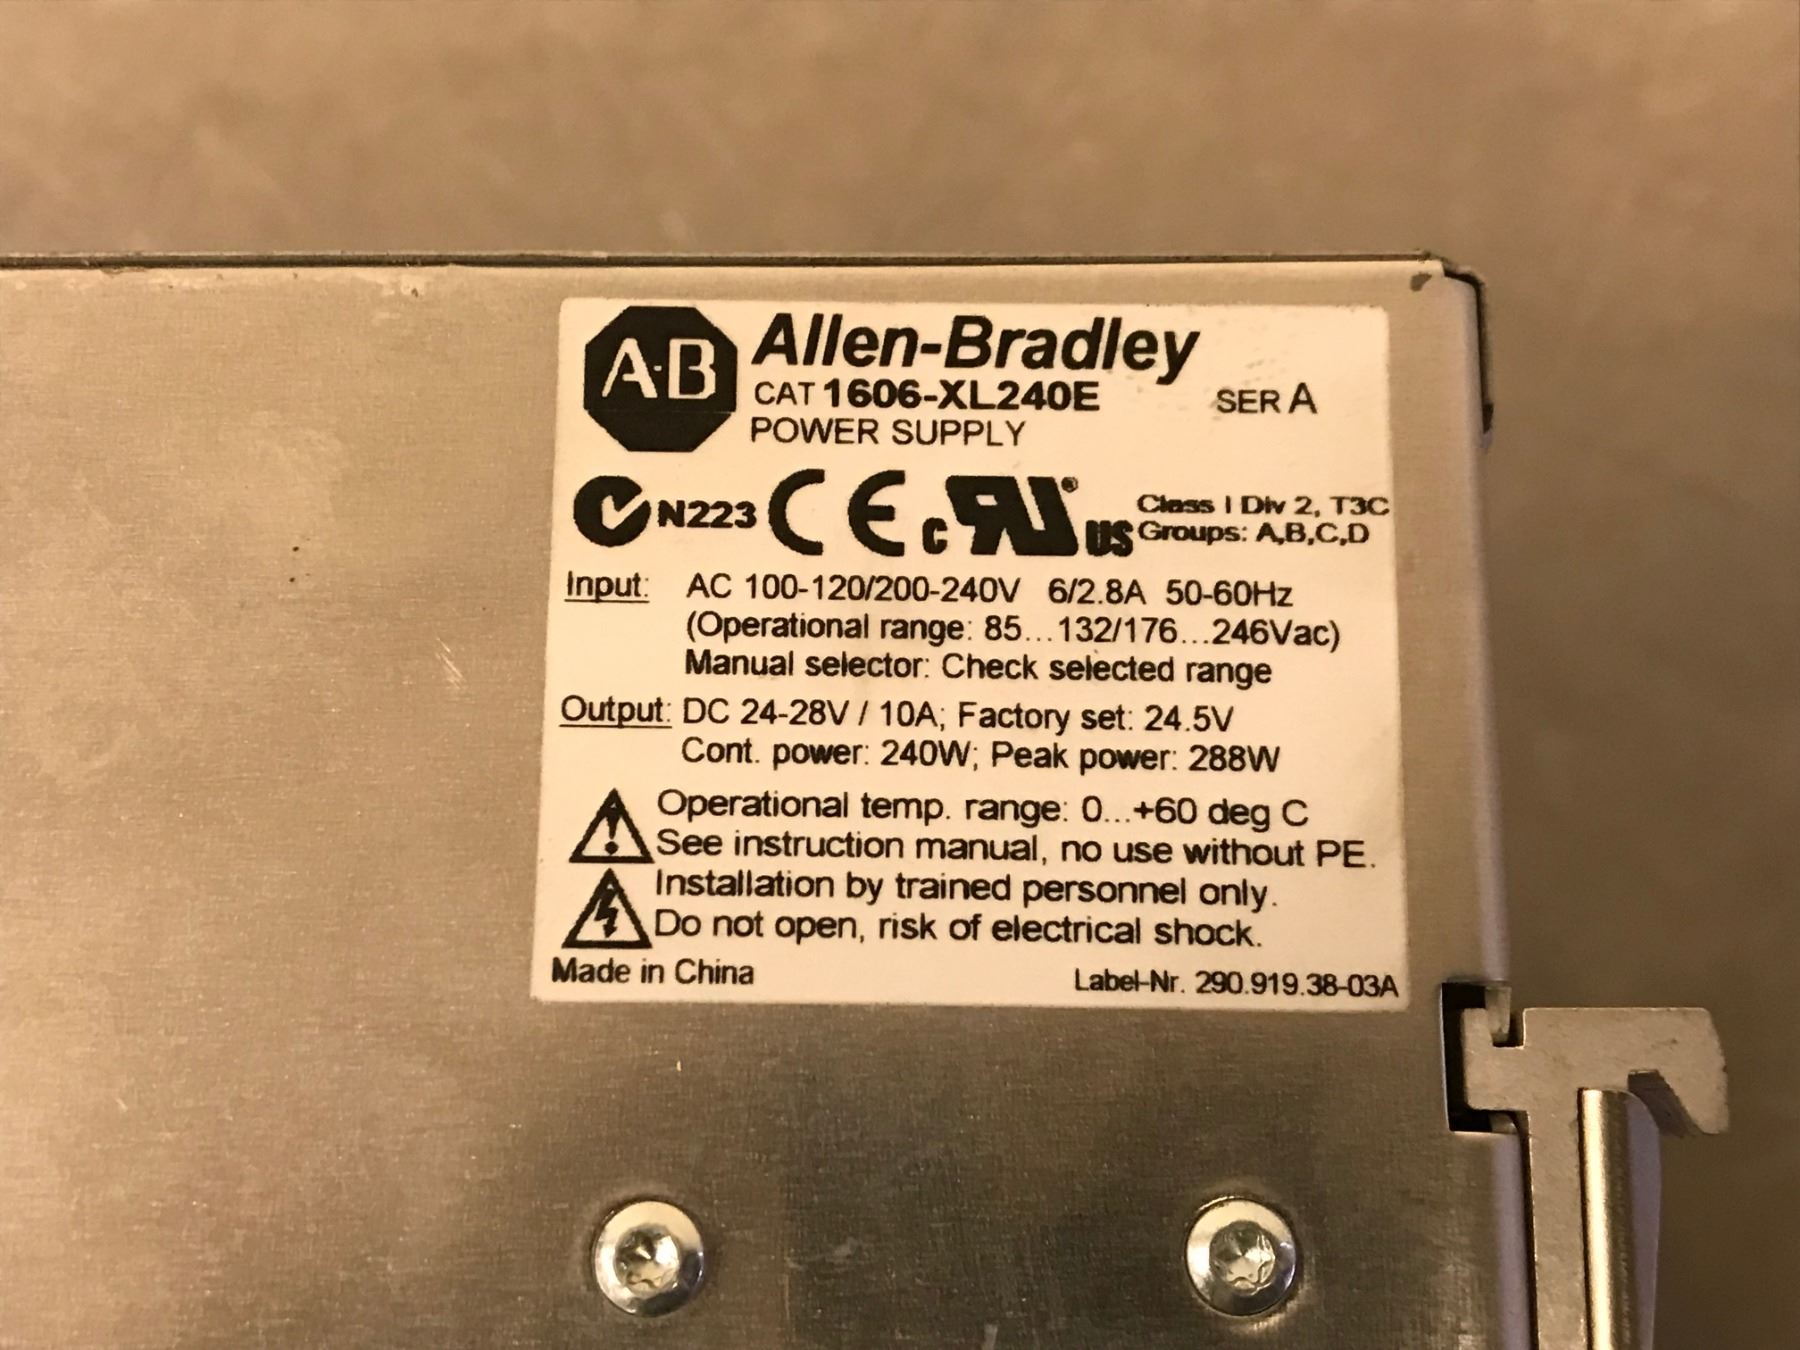 A-B Allen-Bradley
CAT 1606-XL240E SER A
POWER SUPPLY
N223 CE c RU ® US Class I Div 2, T3C
Groups: A,B,C,D
Input: AC 100-120/200-240V 6/2.8A 50-60Hz
(Operational range: 85...132/176...246Vac)
Manual selector: Check selected range
Output: DC 24-28V / 10A; Factory set: 24.5V
Cont. power: 240W; Peak power: 288W
Operational temp. range: 0...+60 deg C
See instruction manual, no use without PE.
Installation by trained personnel only.
Do not open, risk of electrical shock.
Made in China Label-Nr. 290.919.38-03A